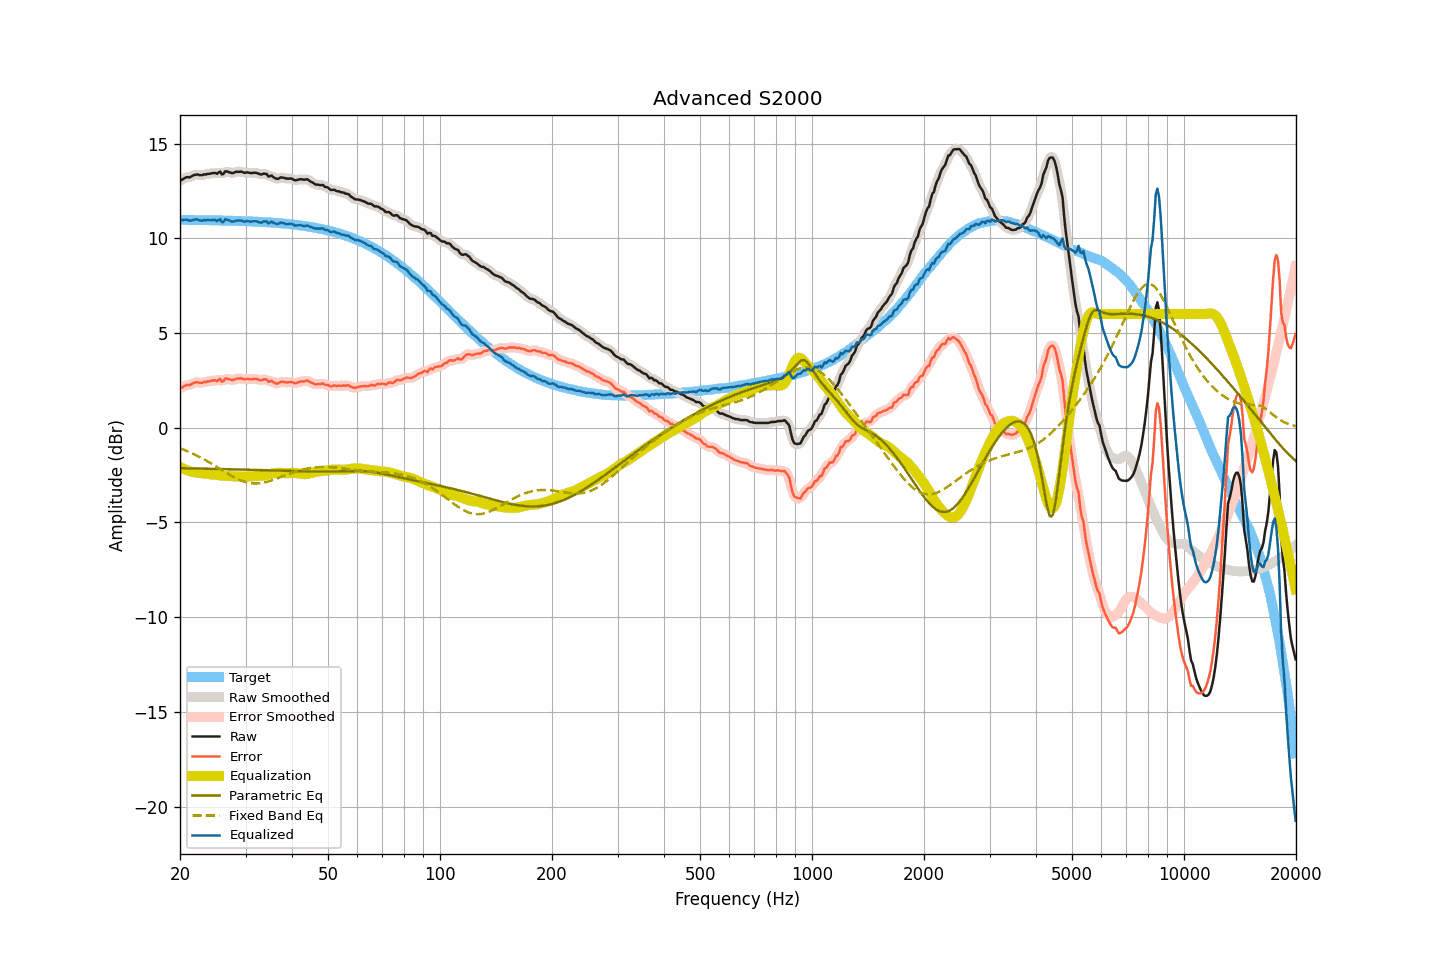 Advanced S2000
Amplitude (dBr)
15
10
5
0
−5
−10
−15
−20
Target
Raw Smoothed
Error Smoothed
Raw
Error
Equalization
Parametric Eq
Fixed Band Eq
Equalized
20 50 100 200 500 1000 2000 5000 10000 20000
Frequency (Hz)